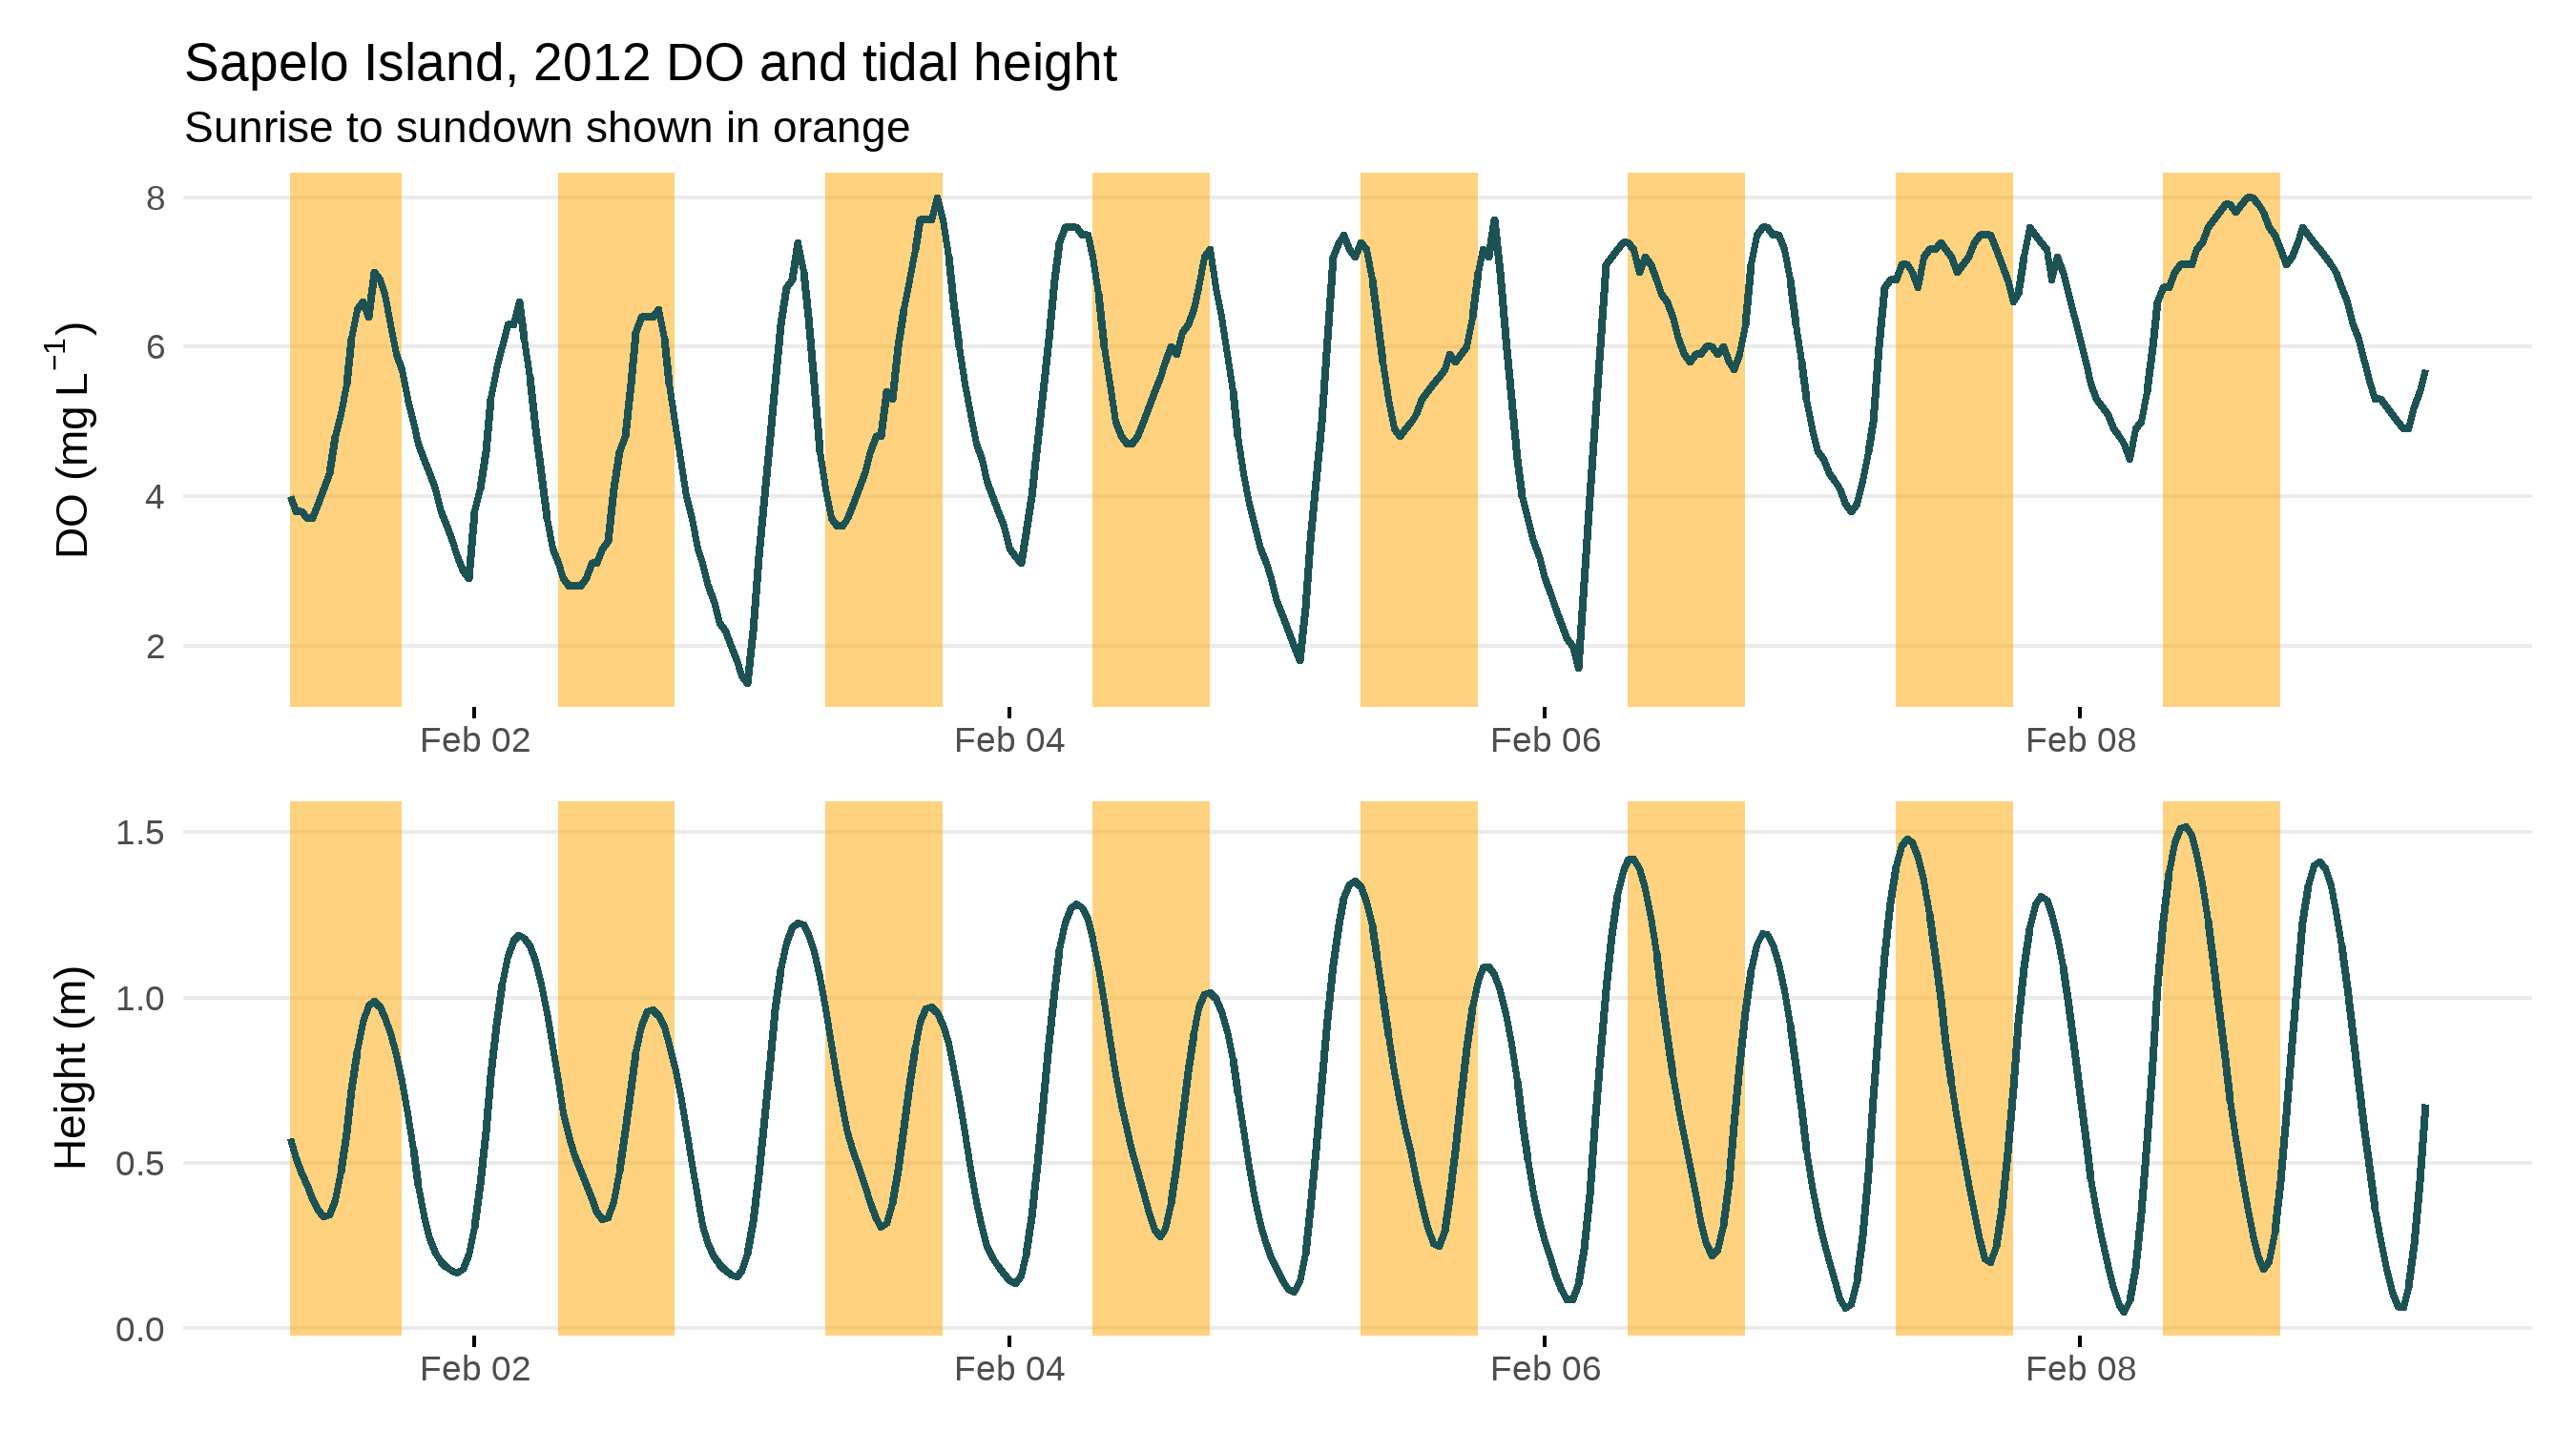 Sapelo Island, 2012 DO and tidal height
Sunrise to sundown shown in orange
DO (mg L⁻¹)
8
6
4
2
Feb 02 Feb 04 Feb 06 Feb 08
Height (m)
1.5
1.0
0.5
0.0
Feb 02 Feb 04 Feb 06 Feb 08